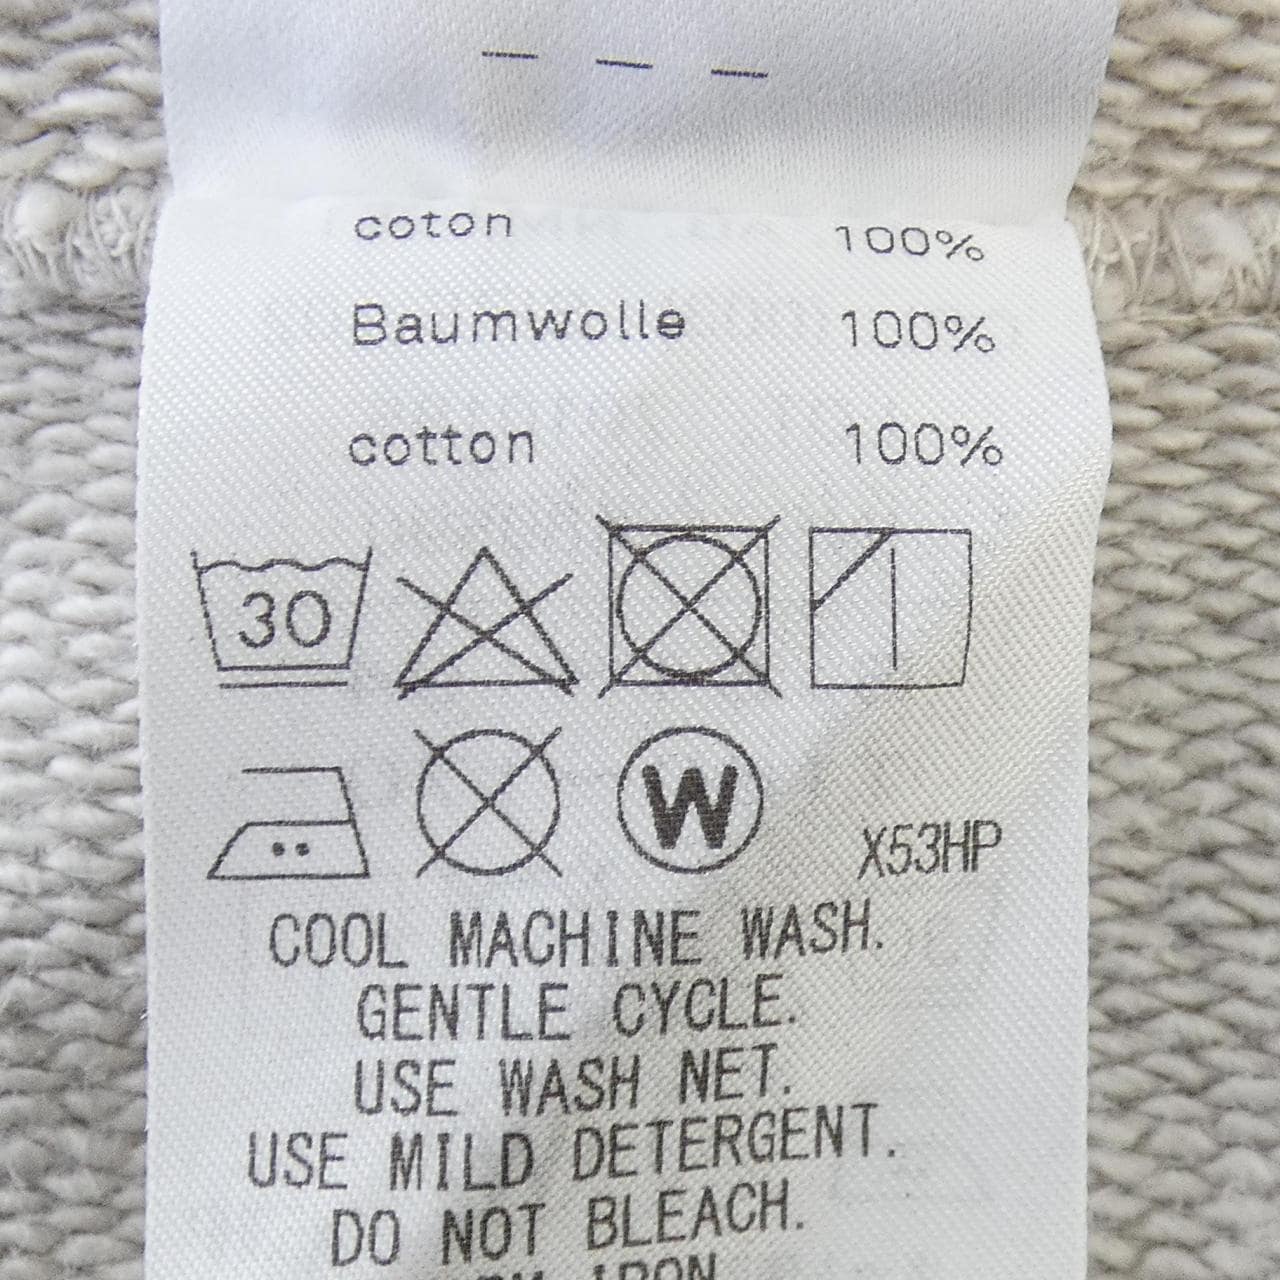 coton 100%
Baumwolle 100%
cotton 100%
30
W
X53HP
COOL MACHINE WASH.
GENTLE CYCLE.
USE WASH NET.
USE MILD DETERGENT.
DO NOT BLEACH.
IRON